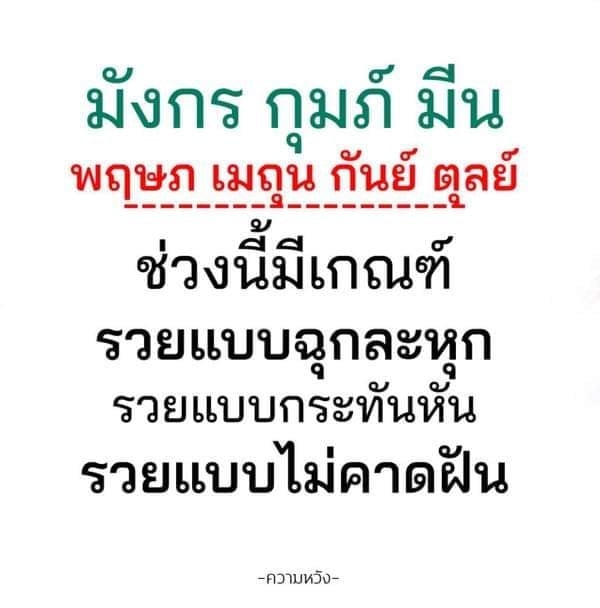 มังกร กุมภ์ มีน
พฤษภ เมถุน กันย์ ตุลย์
ช่วงนี้มีเกณฑ์
รวยแบบฉุกละหุก
รวยแบบกระทันหัน
รวยแบบไม่คาดฝัน
-ความหวัง-